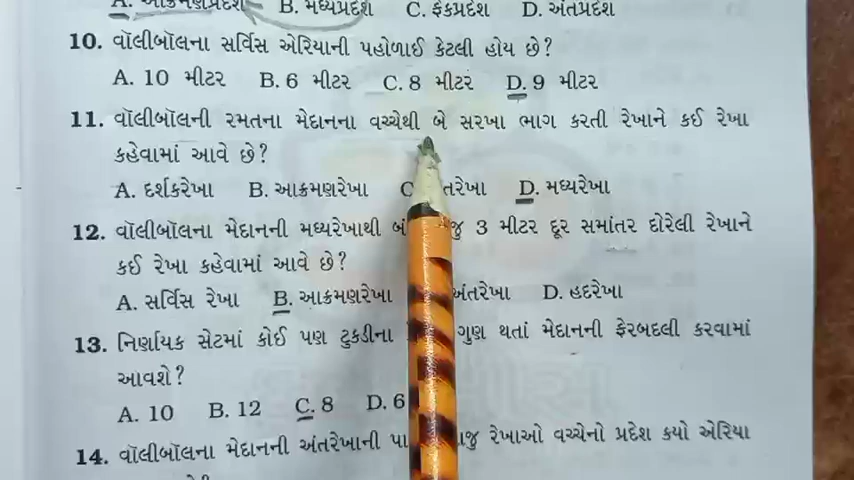 A. આક્રમણપ્રદેશ B. મધ્યપ્રદેશ C. ફેંકપ્રદેશ D. અંતપ્રદેશ
10. વૉલીબૉલના સર્વિસ એરિયાની પહોળાઈ કેટલી હોય છે?
A. 10 મીટર B. 6 મીટર C. 8 મીટર D. 9 મીટર
11. વૉલીબૉલની રમતના મેદાનના વચ્ચેથી બે સરખા ભાગ કરતી રેખાને કઈ રેખા
કહેવામાં આવે છે?
A. દર્શકરેખા B. આક્રમણરેખા C તરેખા D. મધ્યરેખા
12. વૉલીબૉલના મેદાનની મધ્યરેખાથી બં જુ 3 મીટર દૂર સમાંતર દોરેલી રેખાને
કઈ રેખા કહેવામાં આવે છે?
A. સર્વિસ રેખા B. આક્રમણરેખા અંતરેખા D. હદરેખા
13. નિર્ણાયક સેટમાં કોઈ પણ ટુકડીના ગુણ થતાં મેદાનની ફેરબદલી કરવામાં
આવશે?
A. 10 B. 12 C. 8 D. 6
14. વૉલીબૉલના મેદાનની અંતરેખાની પા જુ રેખાઓ વચ્ચેનો પ્રદેશ કયો એરિયા